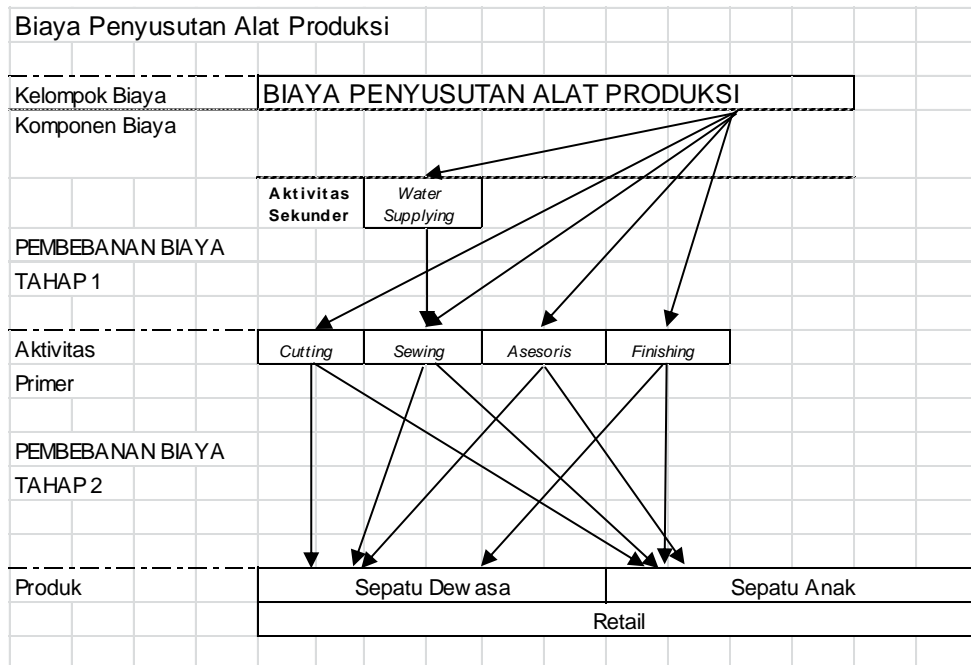 Biaya Penyusutan Alat Produksi
Kelompok Biaya BIAYA PENYUSUTAN ALAT PRODUKSI
Komponen Biaya
Aktivitas Water
Sekunder Supplying
PEMBEBANAN BIAYA
TAHAP 1
Aktivitas Cutting Sewing Asesoris Finishing
Primer
PEMBEBANAN BIAYA
TAHAP 2
Produk Sepatu Dewasa Sepatu Anak
Retail